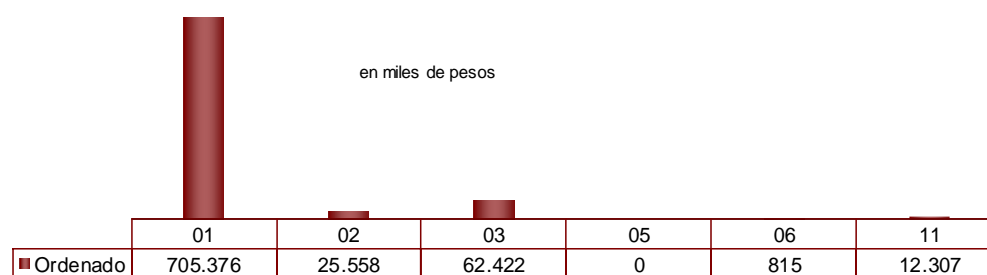 en miles de pesos
01 02 03 05 06 11
Ordenado 705.376 25.558 62.422 0 815 12.307